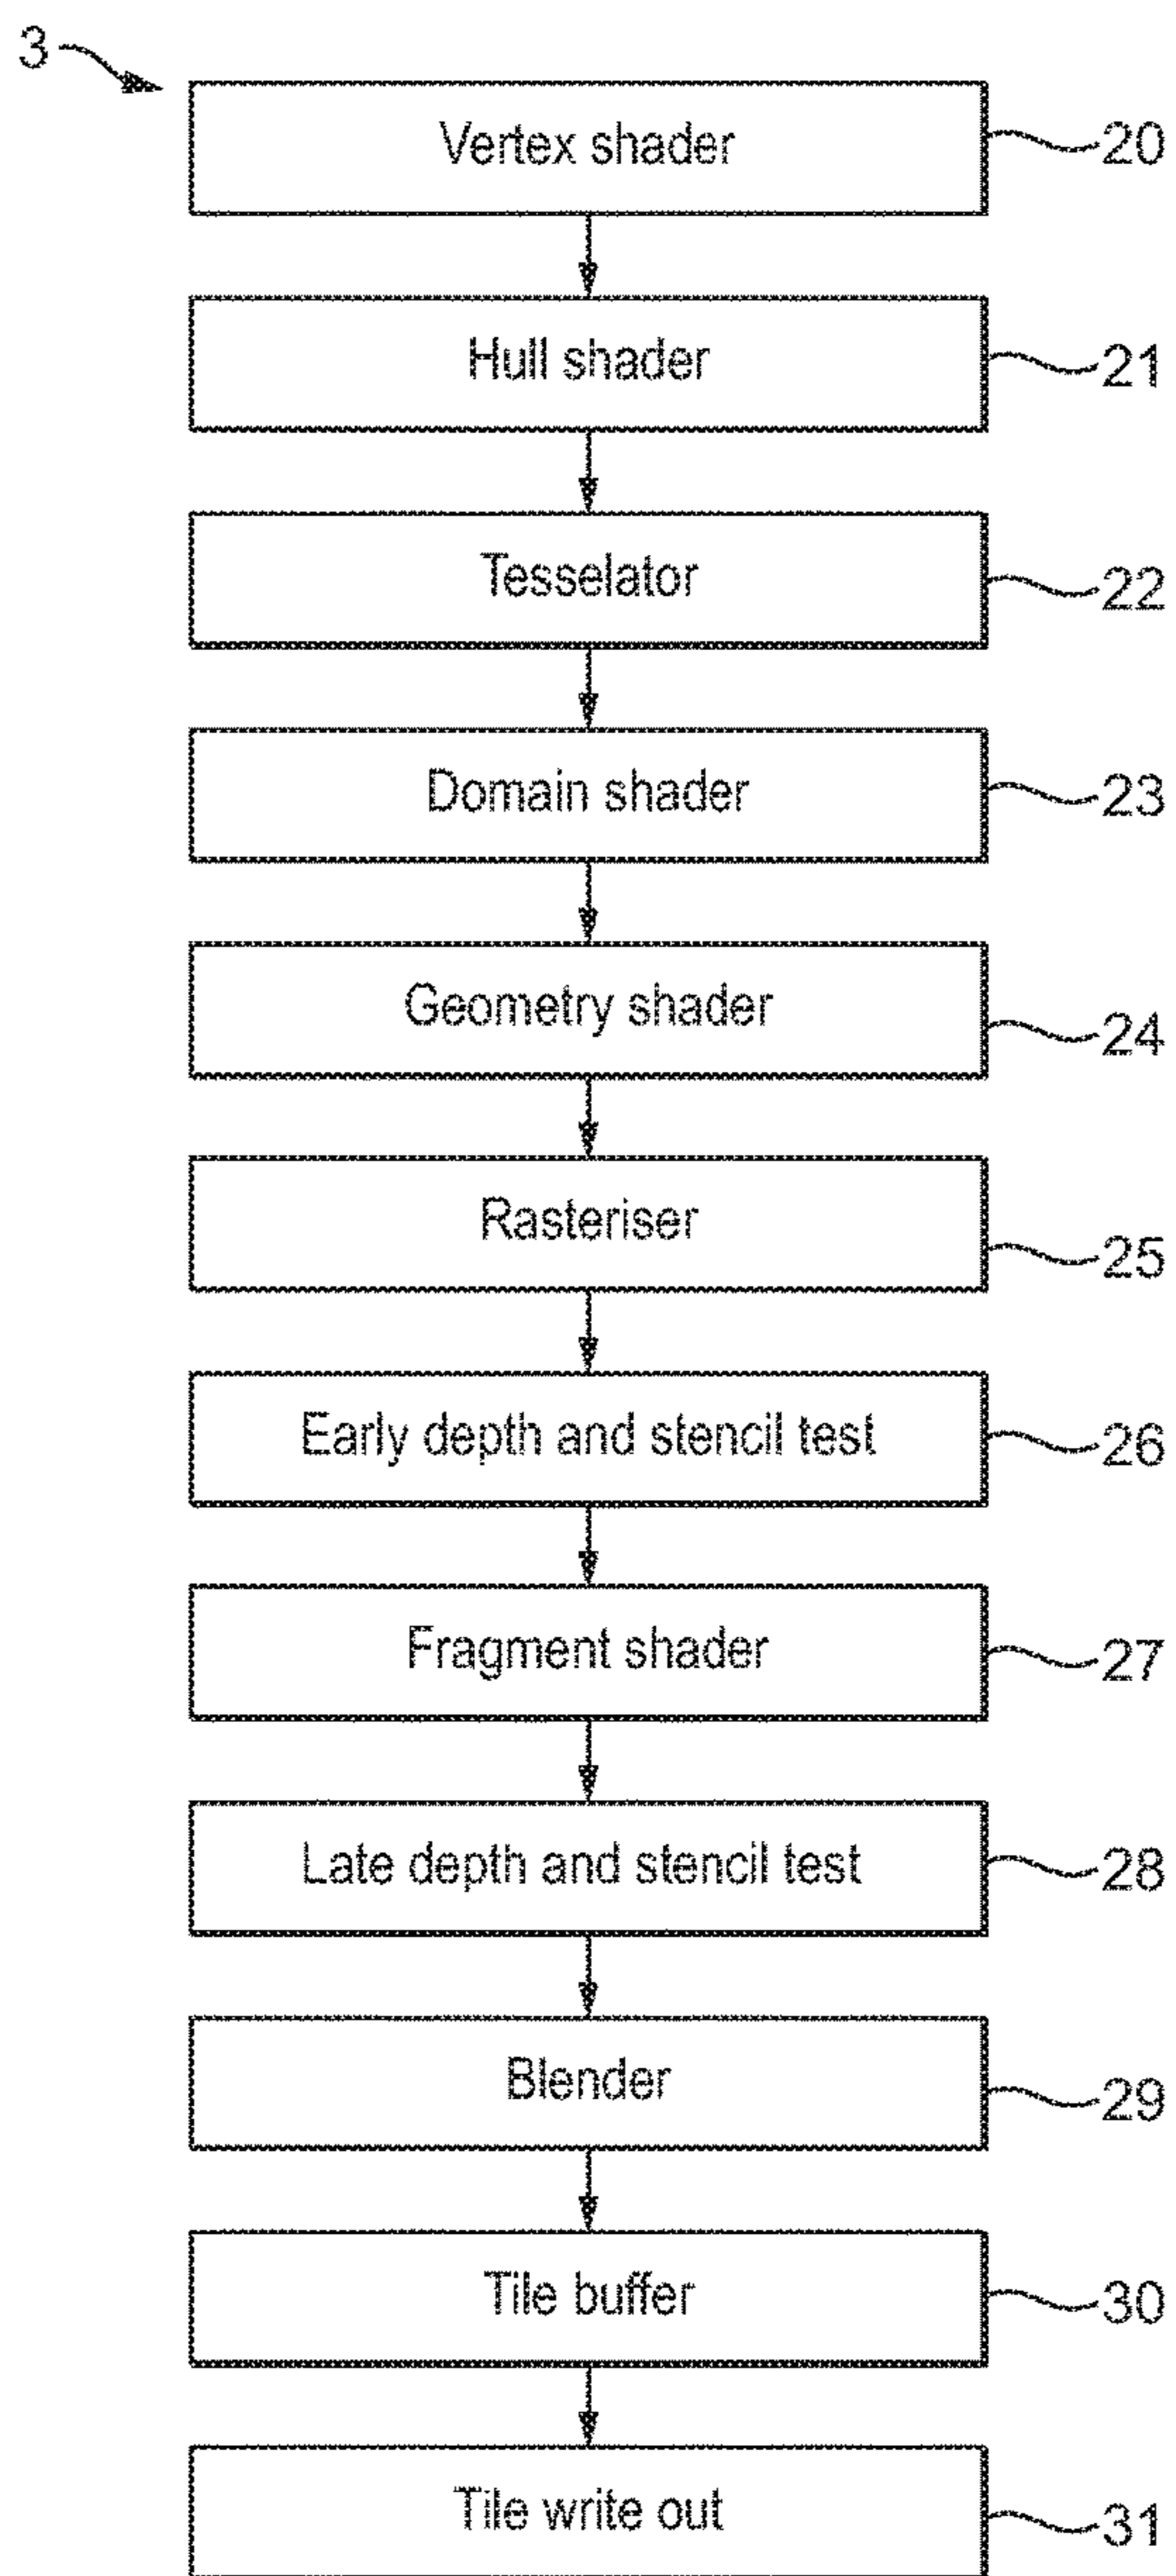 3
Vertex shader 20
Hull shader 21
Tesselator 22
Domain shader 23
Geometry shader 24
Rasteriser 25
Early depth and stencil test 26
Fragment shader 27
Late depth and stencil test 28
Blender 29
Tile buffer 30
Tile write out 31